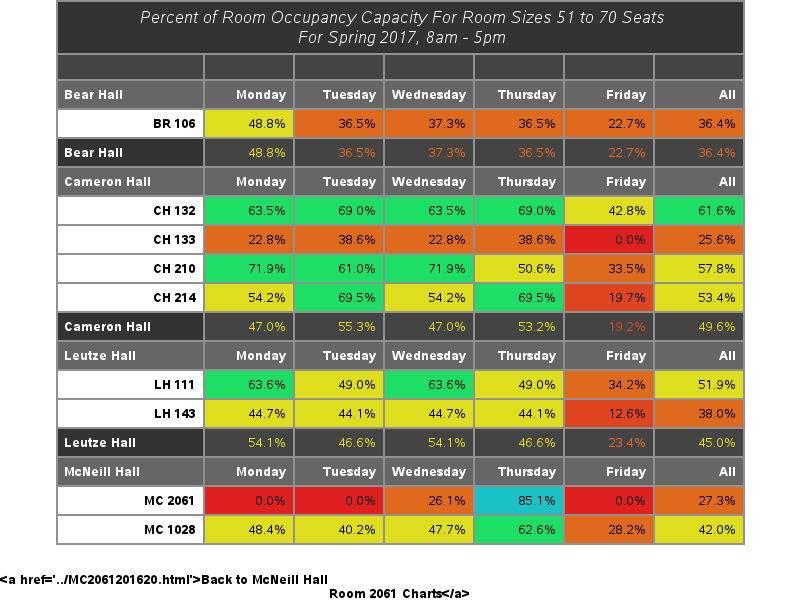 Percent of Room Occupancy Capacity For Room Sizes 51 to 70 Seats
For Spring 2017, 8am - 5pm
Bear Hall Monday Tuesday Wednesday Thursday Friday All
BR 106 48.8% 36.5% 37.3% 36.5% 22.7% 36.4%
Bear Hall 48.8% 36.5% 37.3% 36.5% 22.7% 36.4%
Cameron Hall Monday Tuesday Wednesday Thursday Friday All
CH 132 63.5% 69.0% 63.5% 69.0% 42.8% 61.6%
CH 133 22.8% 38.6% 22.8% 38.6% 0.0% 25.6%
CH 210 71.9% 61.0% 71.9% 50.6% 33.5% 57.8%
CH 214 54.2% 69.5% 54.2% 69.5% 19.7% 53.4%
Cameron Hall 47.0% 55.3% 47.0% 53.2% 19.2% 49.6%
Leutze Hall Monday Tuesday Wednesday Thursday Friday All
LH 111 63.6% 49.0% 63.6% 49.0% 34.2% 51.9%
LH 143 44.7% 44.1% 44.7% 44.1% 12.6% 38.0%
Leutze Hall 54.1% 46.6% 54.1% 46.6% 23.4% 45.0%
McNeill Hall Monday Tuesday Wednesday Thursday Friday All
MC 2061 0.0% 0.0% 26.1% 85.1% 0.0% 27.3%
MC 1028 48.4% 40.2% 47.7% 62.6% 28.2% 42.0%
<a href='../MC2061201620.html'>Back to McNeill Hall
Room 2061 Charts</a>